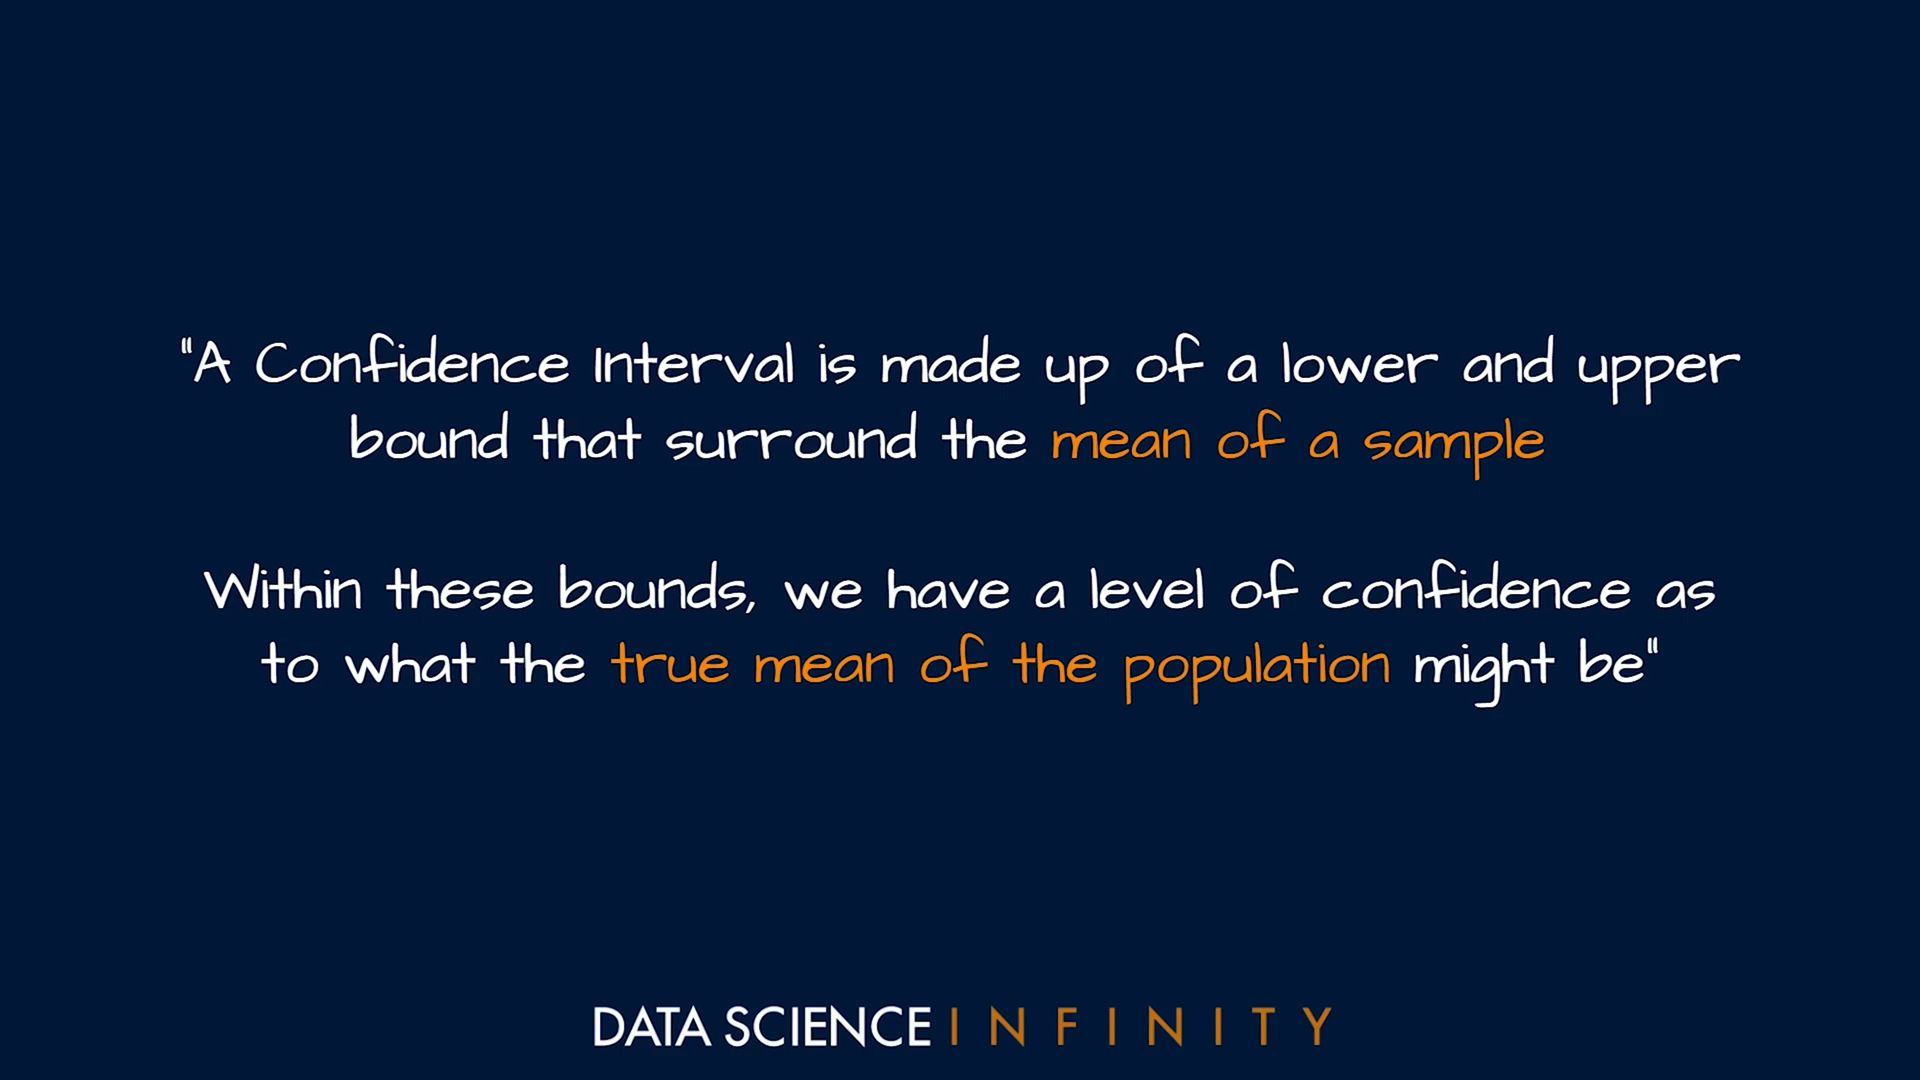 "A Confidence Interval is made up of a lower and upper
bound that surround the mean of a sample
Within these bounds, we have a level of confidence as
to what the true mean of the population might be"
DATA SCIENCE INFINITY